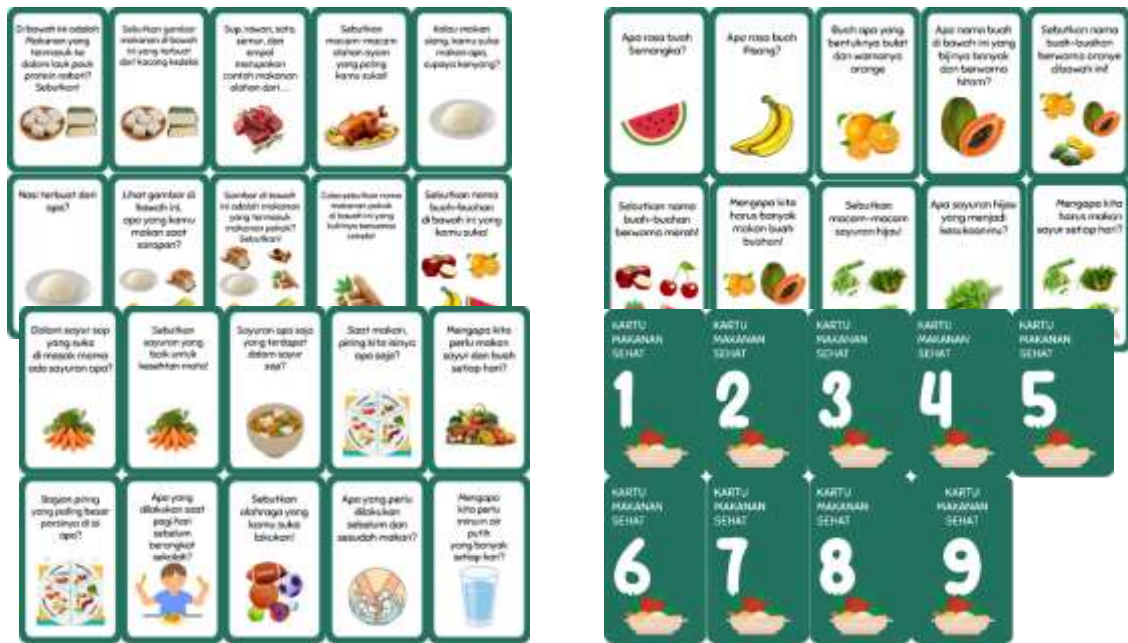 Di bawah ini adalah
Makanan yang
termasuk ke
dalam lauk pauk
protein nabati?
Sebutkan!
Sebutkan gambar
makanan di bawah
ini yang terbuat
dari kacang kedelai
Sup, rawon, sate,
semur, dan
empal
merupakan
contoh makanan
olahan dari....
Sebutkan
macam-macam
olahan ayam
yang paling
kamu sukai!
Kalau makan
siang, kamu suka
makan apa,
supaya kenyang?
Nasi terbuat dari
apa?
Lihat gambar di
bawah ini,
apa yang kamu
makan saat
sarapan?
Gambar di bawah
ini adalah makanan
yang termasuk
makanan pokok?
Sebutkan!
sebutkan nama
makanan pokok
di bawah ini yang
kulitnya berwarna
Sebutkan nama
buah-buahan
di bawah ini yang
kamu suka!
Apa rasa buah
Semangka?
Apa rasa buah
Pisang?
Buah apa yang
bentuknya bulat
dan warnanya
orange
Apa nama buah
di bawah ini yang
bijinya banyak
dan berwarna
hitam?
Sebutkan nama
buah-buahan
berwarna oranye
dibawah ini!
Sebutkan nama
buah-buahan
berwarna merah!
Mengapa kita
harus banyak
makan buah
buahan!
Sebutkan
macam-macam
sayuran hijau!
Apa sayuran hijau
yang menjadi
kesukaanmu?
Mengapa kita
harus makan
sayur setiap hari?
Dalam sayur sop
yang suka
di masak mama
ada sayuran apa?
Sebutkan
sayuran yang
baik untuk
kesehtan mata!
Sayuran apa saja
yang terdapat
dalam sayur
sop?
Saat makan,
piring kita isinya
apa saja?
Mengapa kita
perlu makan
sayur dan buah
setiap hari?
Bagian piring
yang paling besar
porsinya di isi
apa?
Apa yang
dilakukan saat
pagi hari
sebelum
berangkat
sekolah?
Sebutkan
olahraga yang
kamu suka
lakukan!
Apa yang perlu
dilakukan
sebelum dan
sesudah makan?
Mengapa
kita perlu
minum air
putih
yang banyak
setiap hari?
KARTU
MAKANAN
SEHAT
1
KARTU
MAKANAN
SEHAT
2
KARTU
MAKANAN
SEHAT
3
KARTU
MAKANAN
SEHAT
4
KARTU
MAKANAN
SEHAT
5
KARTU
MAKANAN
SEHAT
6
KARTU
MAKANAN
SEHAT
7
KARTU
MAKANAN
SEHAT
8
KARTU
MAKANAN
SEHAT
9